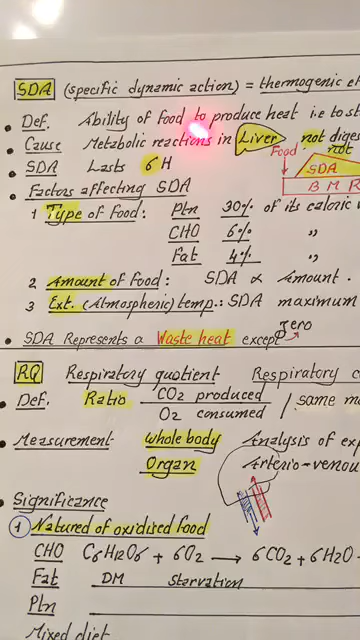 SDA (specific dynamic action) = thermogenic
• Def. Ability of food to produce heat i.e to
• Cause Metabolic reactions in Liver not
not
• SDA Lasts 6 H
Food
SDA
B M R
• Factors affecting SDA
1 Type of food: Ptn 30% of its caloric
CHO 6% ,,
Fat 4% ,,
2 Amount of food: SDA ∝ Amount.
3 Ext. (Atmospheric) temp.: SDA maximum
• SDA Represents a Waste heat except zero
RQ Respiratory quotient Respiratory
• Def. Ratio CO2 produced / same
O2 consumed
• Measurement whole body Analysis of
Organ Arterio-venou
• Significance
1 Natured of oxidised food
CHO C6H12O6 + 6O2 → 6CO2 + 6H2O
Fat DM Starvation
Ptn
Mixed diet